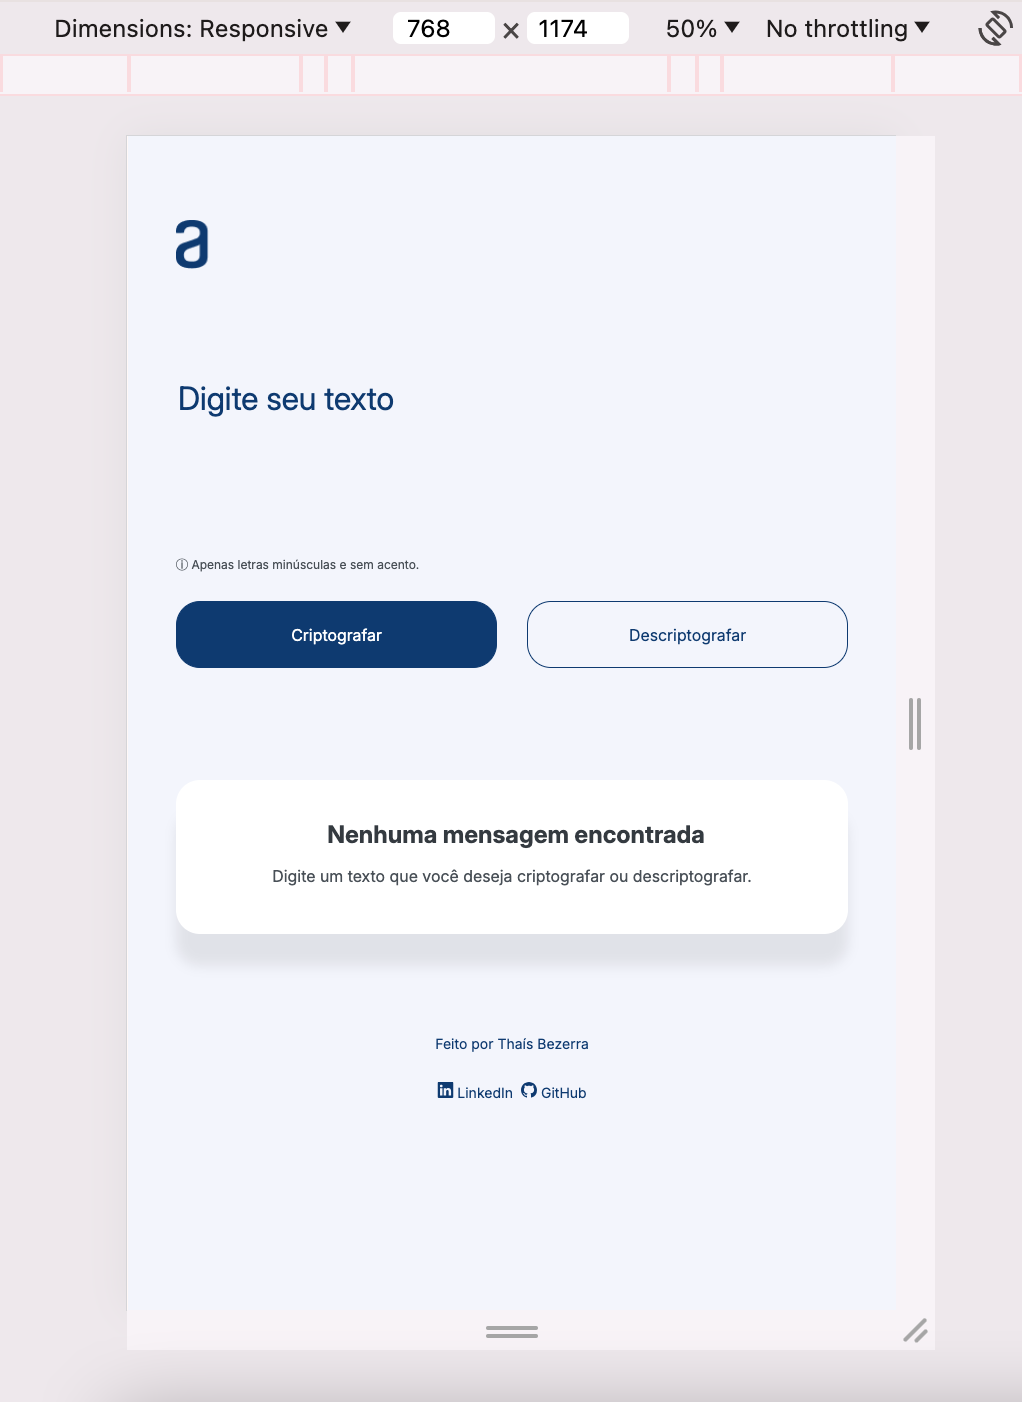 Dimensions: Responsive ▼ 768 × 1174 50% ▼ No throttling ▼
a
Digite seu texto
ⓘ Apenas letras minúsculas e sem acento.
Criptografar Descriptografar
Nenhuma mensagem encontrada
Digite um texto que você deseja criptografar ou descriptografar.
Feito por Thaís Bezerra
in LinkedIn GitHub